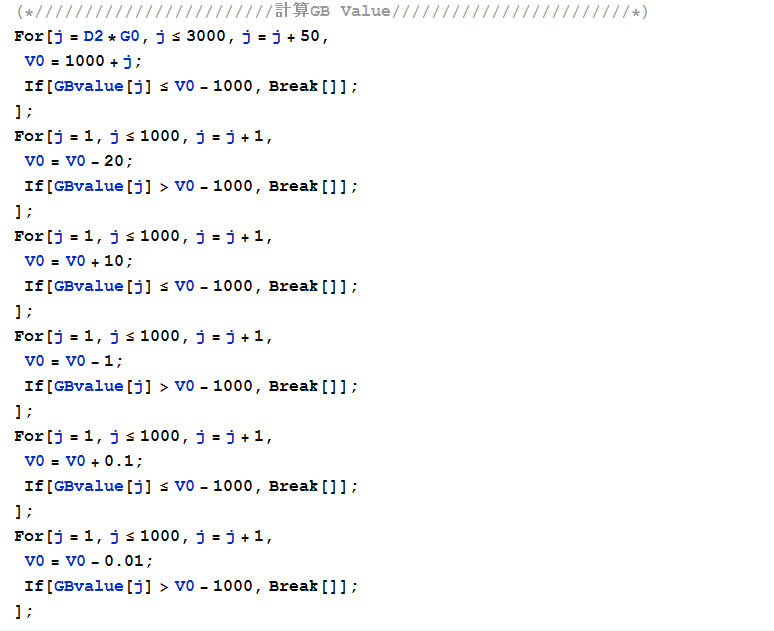 (*////////////////////////計算GB Value////////////////////////*)
For[j = D2 * G0, j ≤ 3000, j = j + 50,
V0 = 1000 + j;
If[GBvalue[j] ≤ V0 - 1000, Break[]];
];
For[j = 1, j ≤ 1000, j = j + 1,
V0 = V0 - 20;
If[GBvalue[j] > V0 - 1000, Break[]];
];
For[j = 1, j ≤ 1000, j = j + 1,
V0 = V0 + 10;
If[GBvalue[j] ≤ V0 - 1000, Break[]];
];
For[j = 1, j ≤ 1000, j = j + 1,
V0 = V0 - 1;
If[GBvalue[j] > V0 - 1000, Break[]];
];
For[j = 1, j ≤ 1000, j = j + 1,
V0 = V0 + 0.1;
If[GBvalue[j] ≤ V0 - 1000, Break[]];
];
For[j = 1, j ≤ 1000, j = j + 1,
V0 = V0 - 0.01;
If[GBvalue[j] > V0 - 1000, Break[]];
];